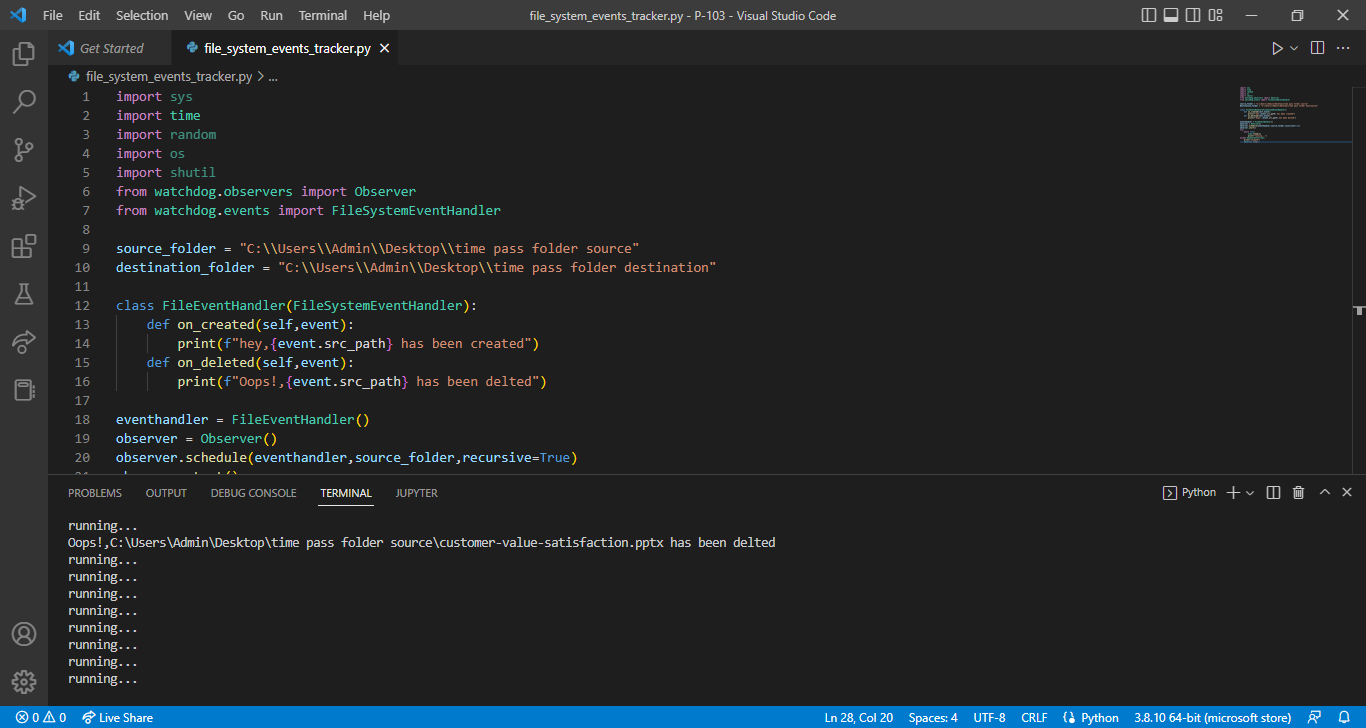 File Edit Selection View Go Run Terminal Help file_system_events_tracker.py - P-103 - Visual Studio Code
Get Started file_system_events_tracker.py
file_system_events_tracker.py > ...
1 import sys
2 import time
3 import random
4 import os
5 import shutil
6 from watchdog.observers import Observer
7 from watchdog.events import FileSystemEventHandler
8
9 source_folder = "C:\\Users\\Admin\\Desktop\\time pass folder source"
10 destination_folder = "C:\\Users\\Admin\\Desktop\\time pass folder destination"
11
12 class FileEventHandler(FileSystemEventHandler):
13 def on_created(self,event):
14 print(f"hey,{event.src_path} has been created")
15 def on_deleted(self,event):
16 print(f"Oops!,{event.src_path} has been delted")
17
18 eventhandler = FileEventHandler()
19 observer = Observer()
20 observer.schedule(eventhandler,source_folder,recursive=True)
PROBLEMS OUTPUT DEBUG CONSOLE TERMINAL JUPYTER Python
running...
Oops!,C:\Users\Admin\Desktop\time pass folder source\customer-value-satisfaction.pptx has been delted
running...
running...
running...
running...
running...
running...
running...
running...
0 0 Live Share Ln 28, Col 20 Spaces: 4 UTF-8 CRLF Python 3.8.10 64-bit (microsoft store)